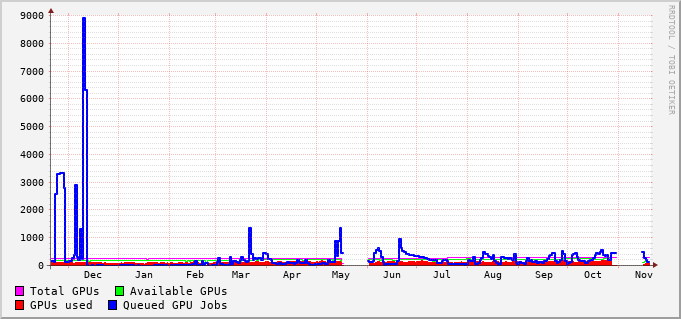 9000
8000
7000
6000
5000
4000
3000
2000
1000
0
Dec Jan Feb Mar Apr May Jun Jul Aug Sep Oct Nov
Total GPUs Available GPUs
GPUs used Queued GPU Jobs
RRDTOOL / TOBI OETIKER